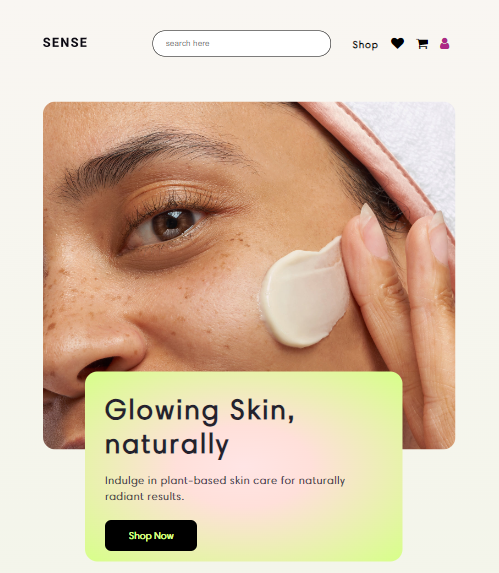 SENSE
search here
Shop
Glowing Skin,
naturally
Indulge in plant-based skin care for naturally
radiant results.
Shop Now